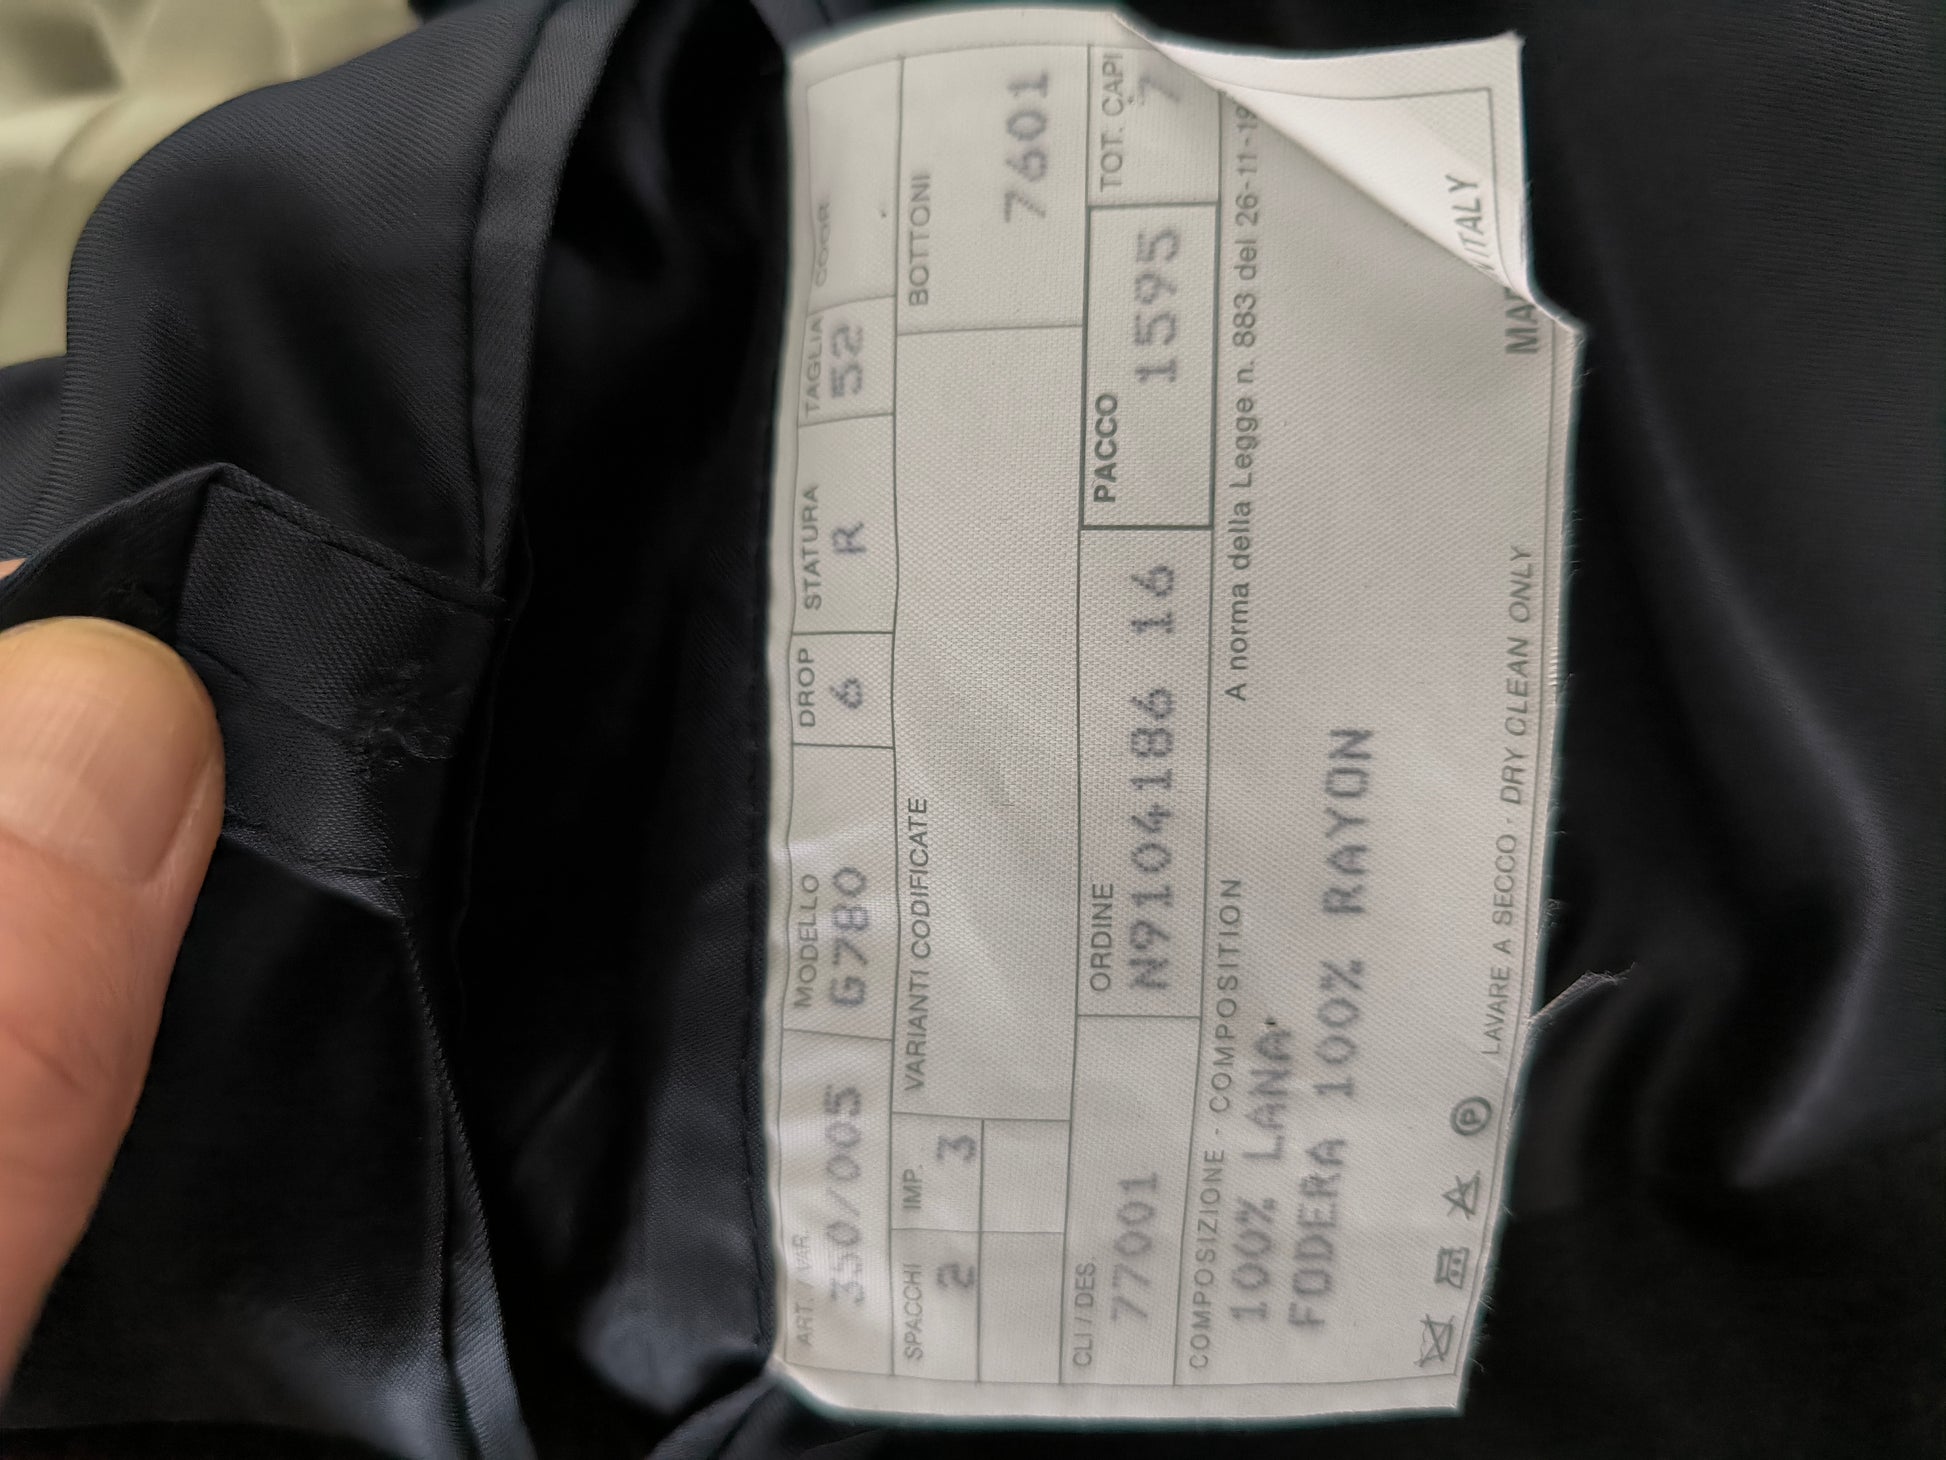 ART. / VAR. MODELLO DROP STATURA TAGLIA COOR.
350/005 G780 6 R 52
SPACCHI IMP. VARIANTI CODIFICATE BOTTONI
2 3 7601
CLI / DES. ORDINE PACCO TOT. CAPI
77001 N9104186 16 1595 7
COMPOSIZIONE - COMPOSITION A norma della Legge n. 883 del 26-11-19
100% LANA
FODERA 100% RAYON
ITALY
LAVARE A SECCO - DRY CLEAN ONLY